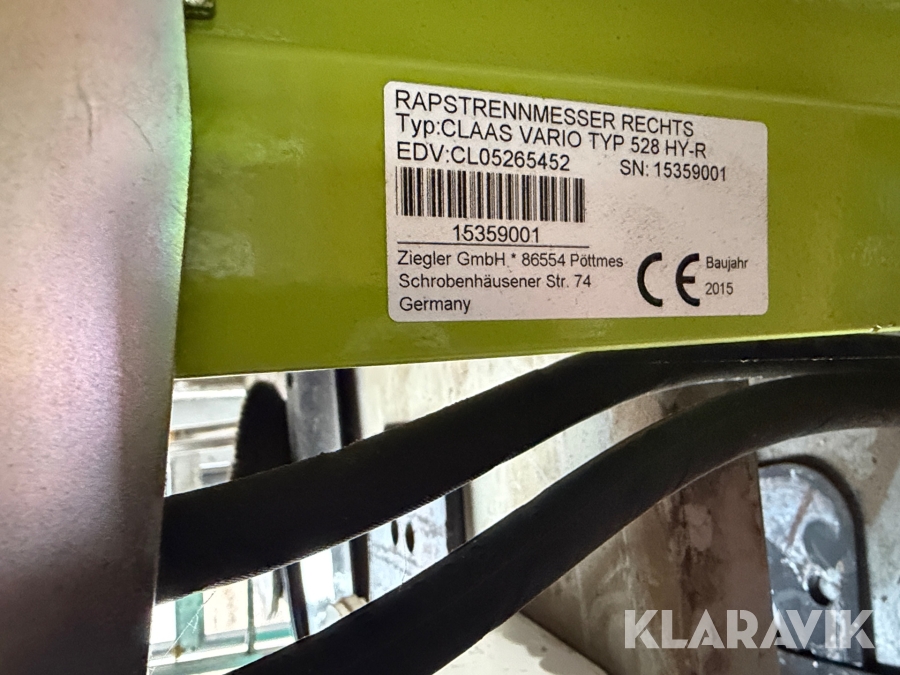 RAPSTRENNMESSER RECHTS
Typ:CLAAS VARIO TYP 528 HY-R
EDV:CL05265452 SN: 15359001
15359001
Ziegler GmbH * 86554 Pöttmes
Schrobenhäusener Str. 74
Germany
CE
Baujahr
2015
KLARAVIK